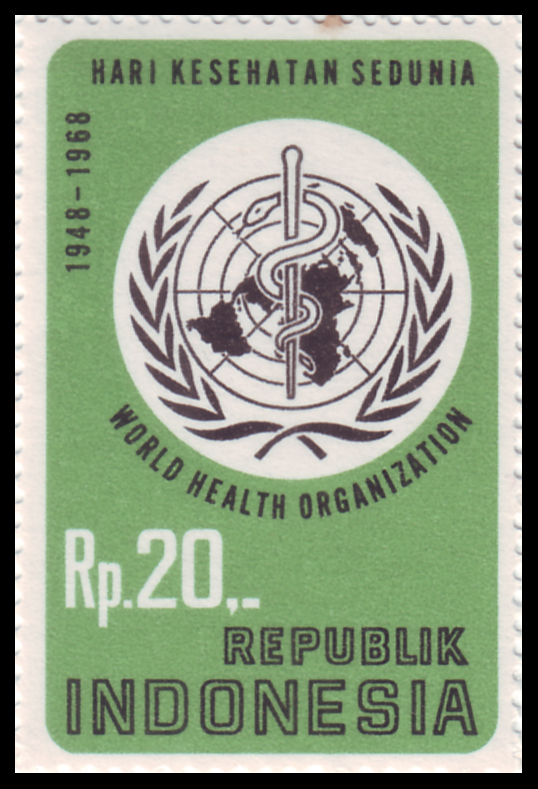 HARI KESEHATAN SEDUNIA
1948-1968
WORLD HEALTH ORGANIZATION
Rp.20,-
REPUBLIK
INDONESIA